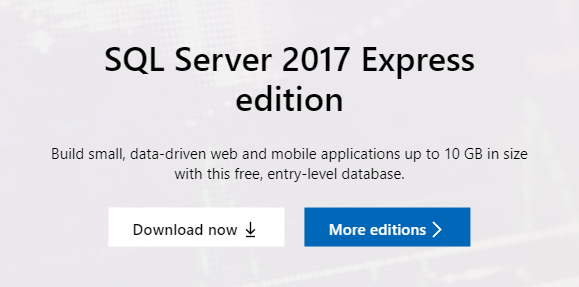 SQL Server 2017 Express
edition
Build small, data-driven web and mobile applications up to 10 GB in size
with this free, entry-level database.
Download now
More editions